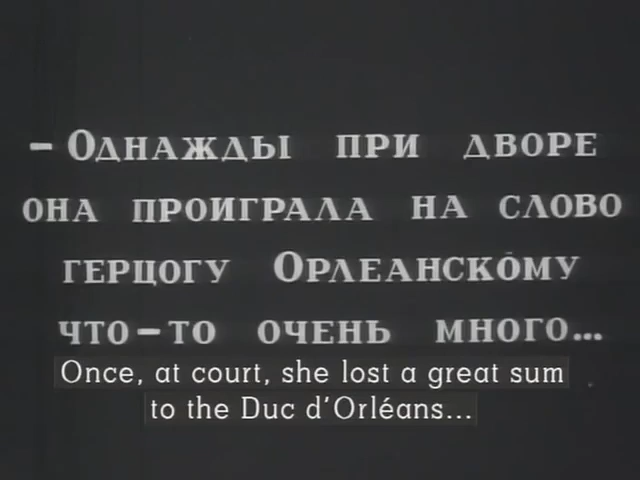 – Однажды при дворе
она проиграла на слово
герцогу Орлеанскому
что–то очень много...
Once, at court, she lost a great sum
to the Duc d'Orléans...